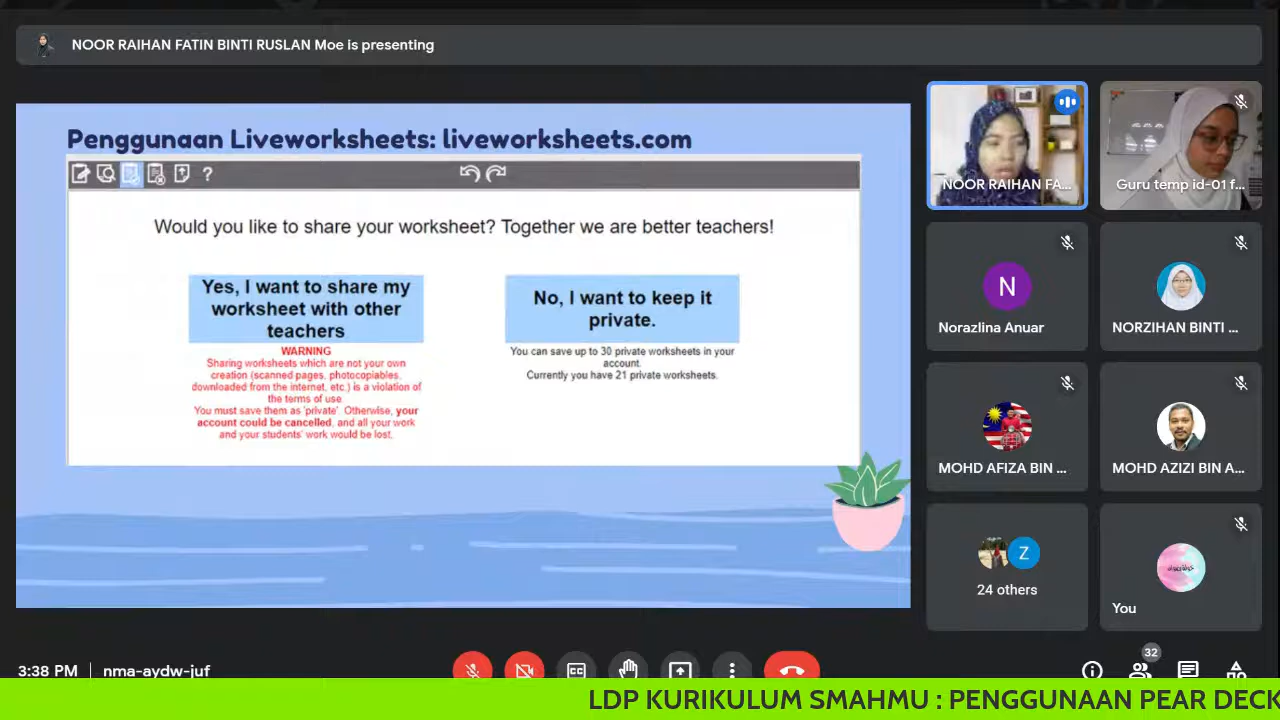 NOOR RAIHAN FATIN BINTI RUSLAN Moe is presenting
Penggunaan Liveworksheets: liveworksheets.com
?
Would you like to share your worksheet? Together we are better teachers!
Yes, I want to share my
worksheet with other
teachers
WARNING
Sharing worksheets which are not your own
creation (scanned pages, photocopiables,
downloaded from the internet, etc.) is a violation of
the terms of use
You must save them as 'private'. Otherwise, your
account could be cancelled, and all your work
and your students' work would be lost.
No, I want to keep it
private.
You can save up to 30 private worksheets in your
account.
Currently you have 21 private worksheets.
NOOR RAIHAN FA...
Guru temp id-01 f...
N
Norazlina Anuar
NORZIHAN BINTI ...
MOHD AFIZA BIN ...
MOHD AZIZI BIN A...
Z
24 others
You
3:38 PM | nma-aydw-juf
CC
32
LDP KURIKULUM SMAHMU : PENGGUNAAN PEAR DECK